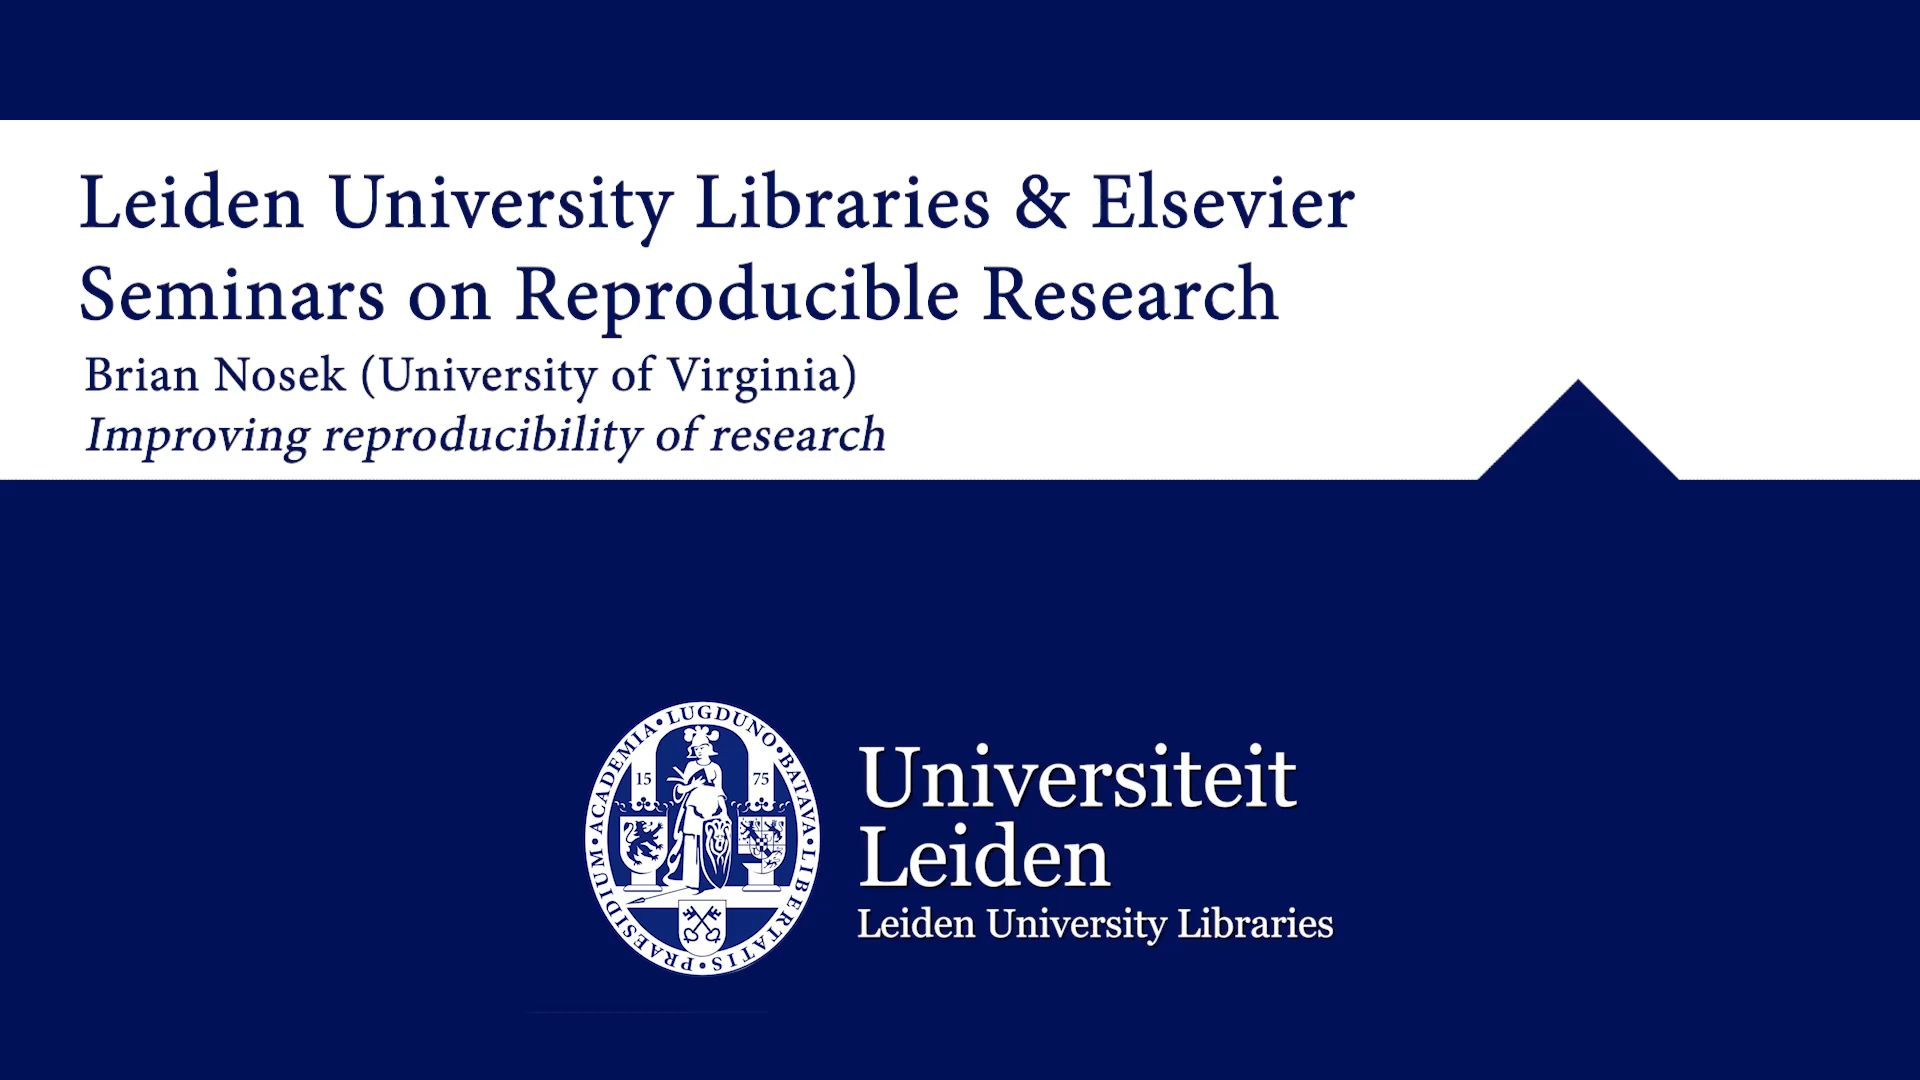 Leiden University Libraries & Elsevier
Seminars on Reproducible Research
Brian Nosek (University of Virginia)
Improving reproducibility of research
ACADEMIA • LUGDUNO • BATAVA • LIBERTATIS • PRAESIDIUM •
15 75
Universiteit
Leiden
Leiden University Libraries